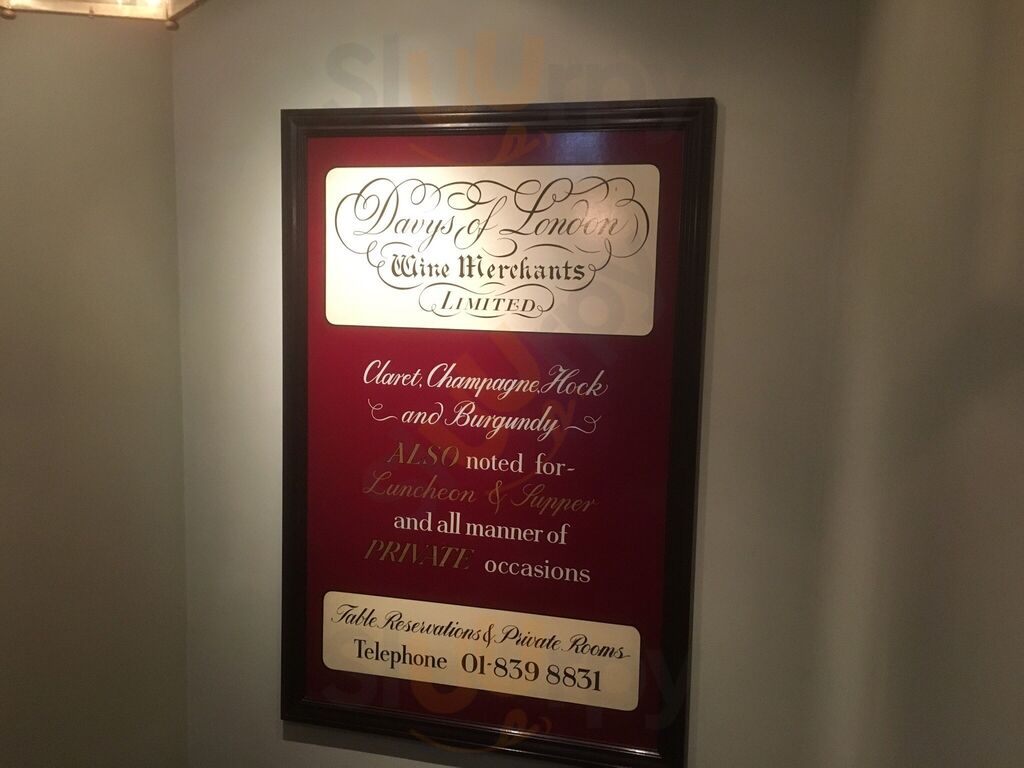 Slurrpy
Davys of London
Wine Merchants
LIMITED
Claret, Champagne, Hock
and Burgundy
ALSO noted for-
Luncheon & Supper
and all manner of
PRIVATE occasions
Table Reservations & Private Rooms
Telephone 01-839 8831